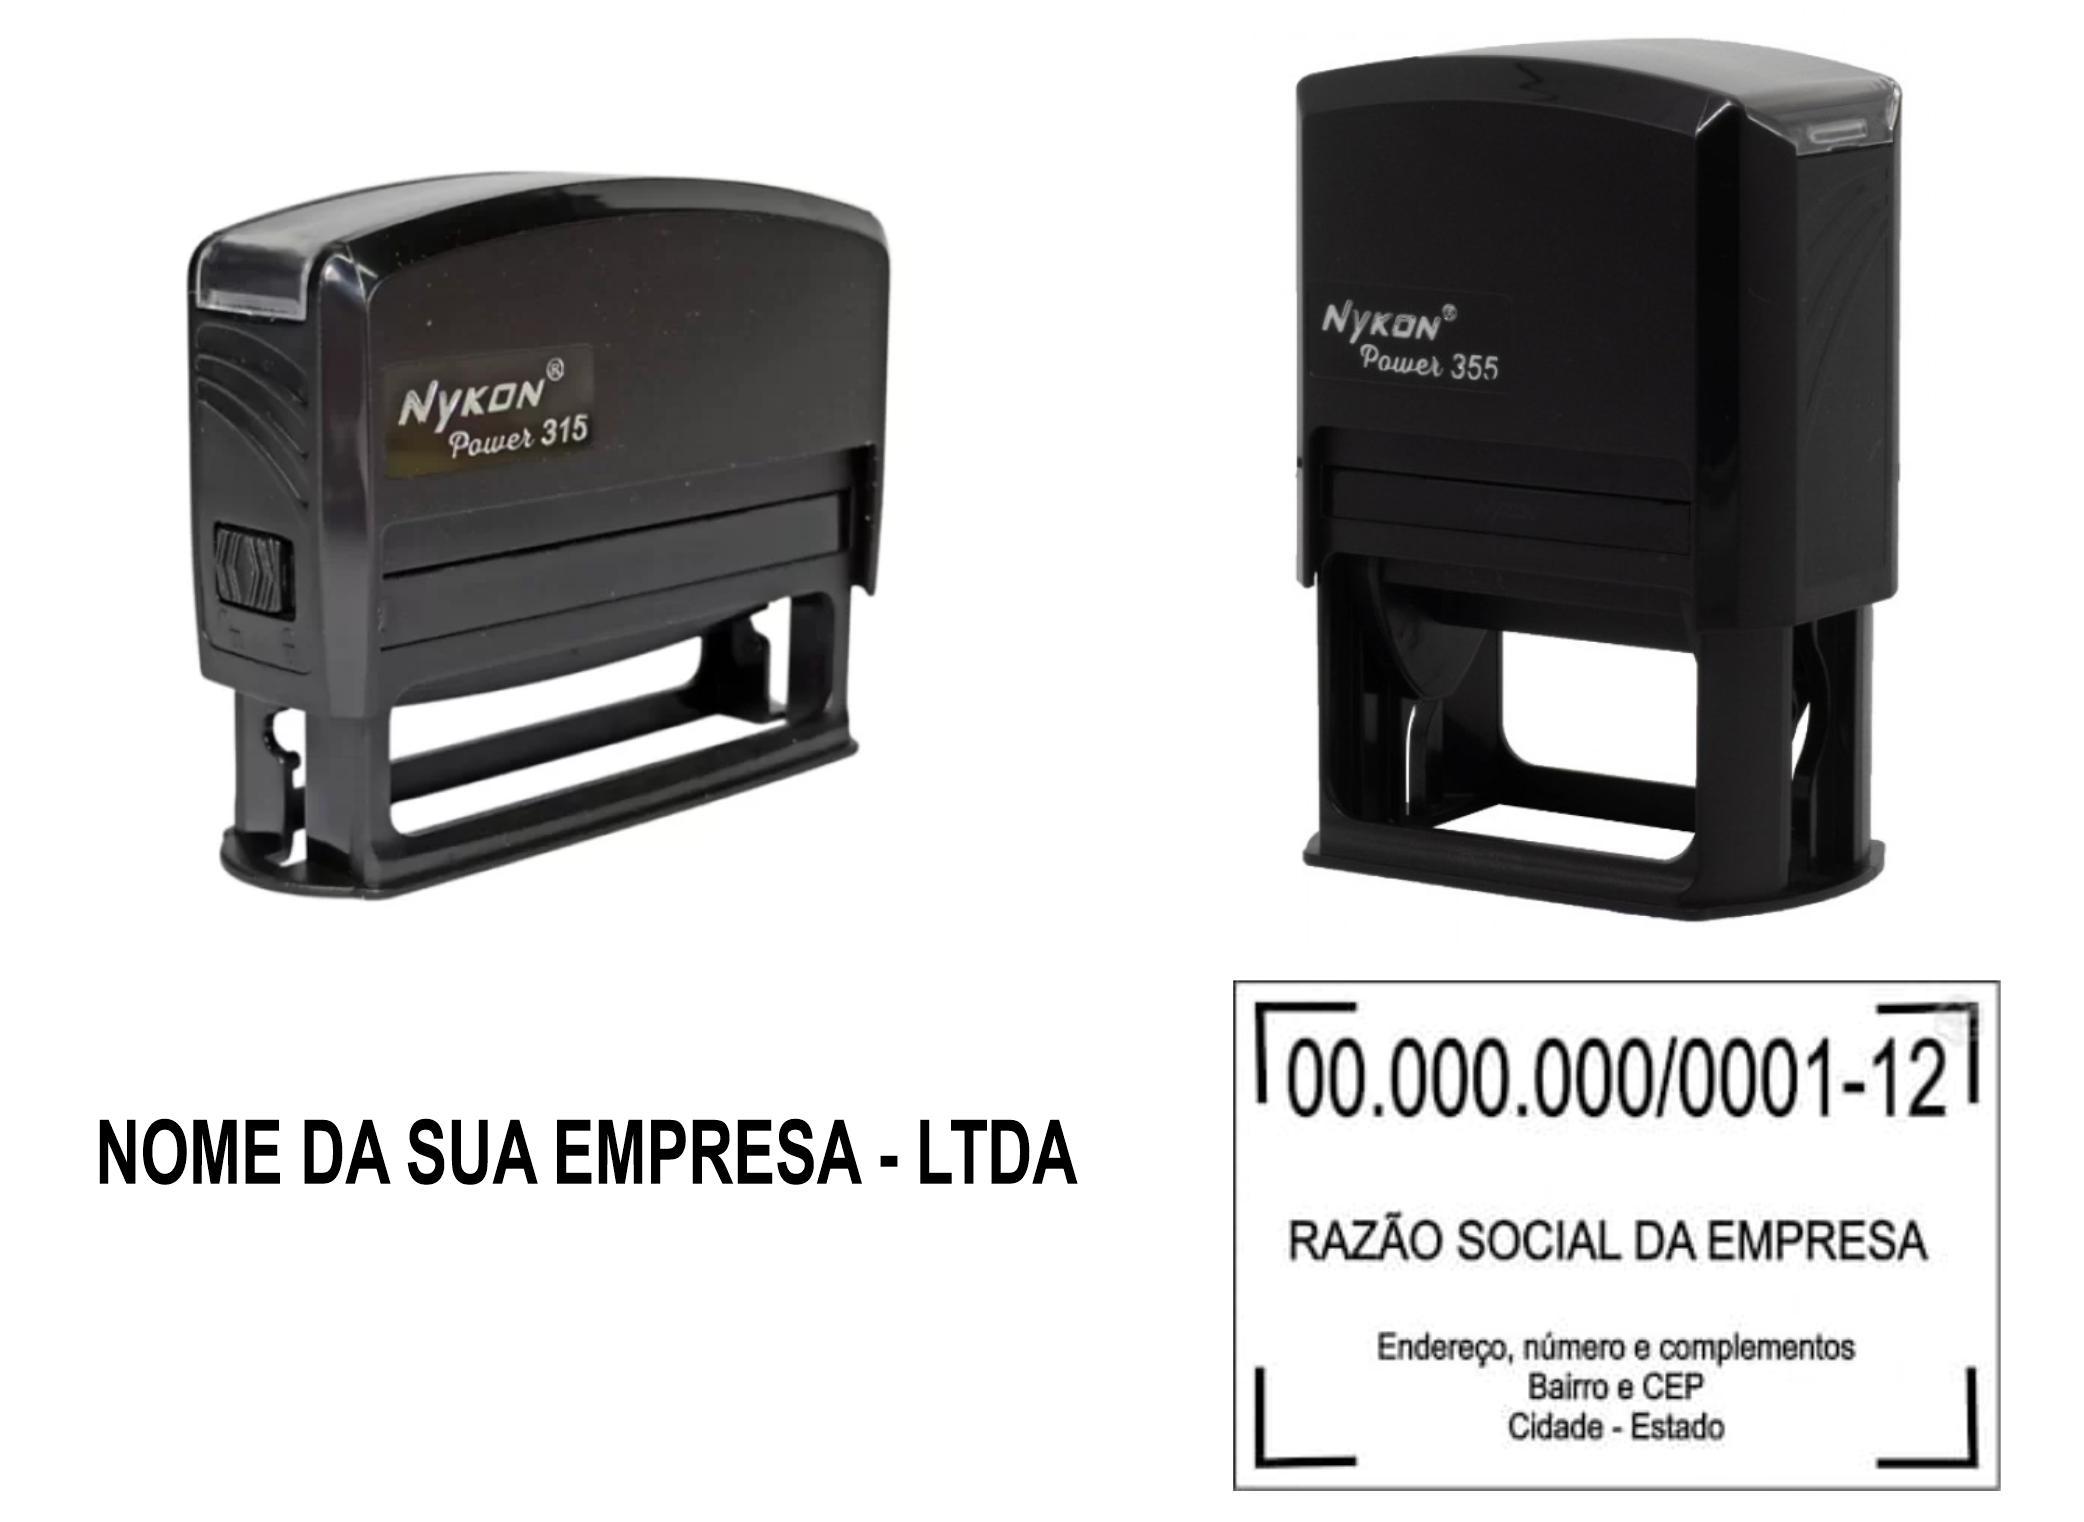 NYKON®
Power 315
NYKON®
Power 355
NOME DA SUA EMPRESA - LTDA
00.000.000/0001-12
RAZÃO SOCIAL DA EMPRESA
Endereço, número e complementos
Bairro e CEP
Cidade - Estado